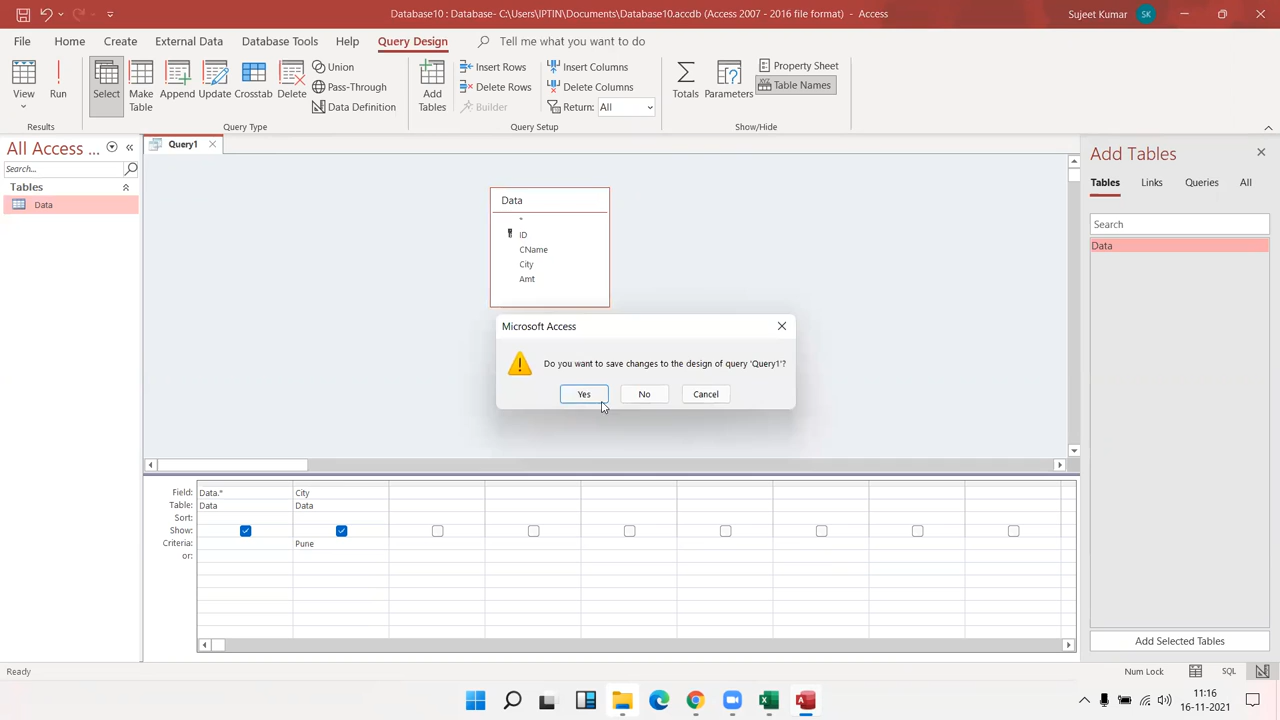 Database10 : Database- C:\Users\IPTIN\Documents\Database10.accdb (Access 2007 - 2016 file format) - Access
Sujeet Kumar
SK
File
Home
Create
External Data
Database Tools
Help
Query Design
Tell me what you want to do
View
Run
Results
Select
Make Table
Append
Update
Crosstab
Delete
Union
Pass-Through
Data Definition
Query Type
Add Tables
Insert Rows
Delete Rows
Builder
Insert Columns
Delete Columns
Return: All
Query Setup
Totals
Parameters
Property Sheet
Table Names
Show/Hide
All Access ...
Search...
Tables
Data
Query1
Data
*
ID
CName
City
Amt
Microsoft Access
Do you want to save changes to the design of query 'Query1'?
Yes
No
Cancel
Field: Data.* City
Table: Data Data
Sort:
Show:
Criteria: Pune
or:
Add Tables
Tables
Links
Queries
All
Search
Data
Add Selected Tables
Ready
Num Lock
SQL
11:16
16-11-2021